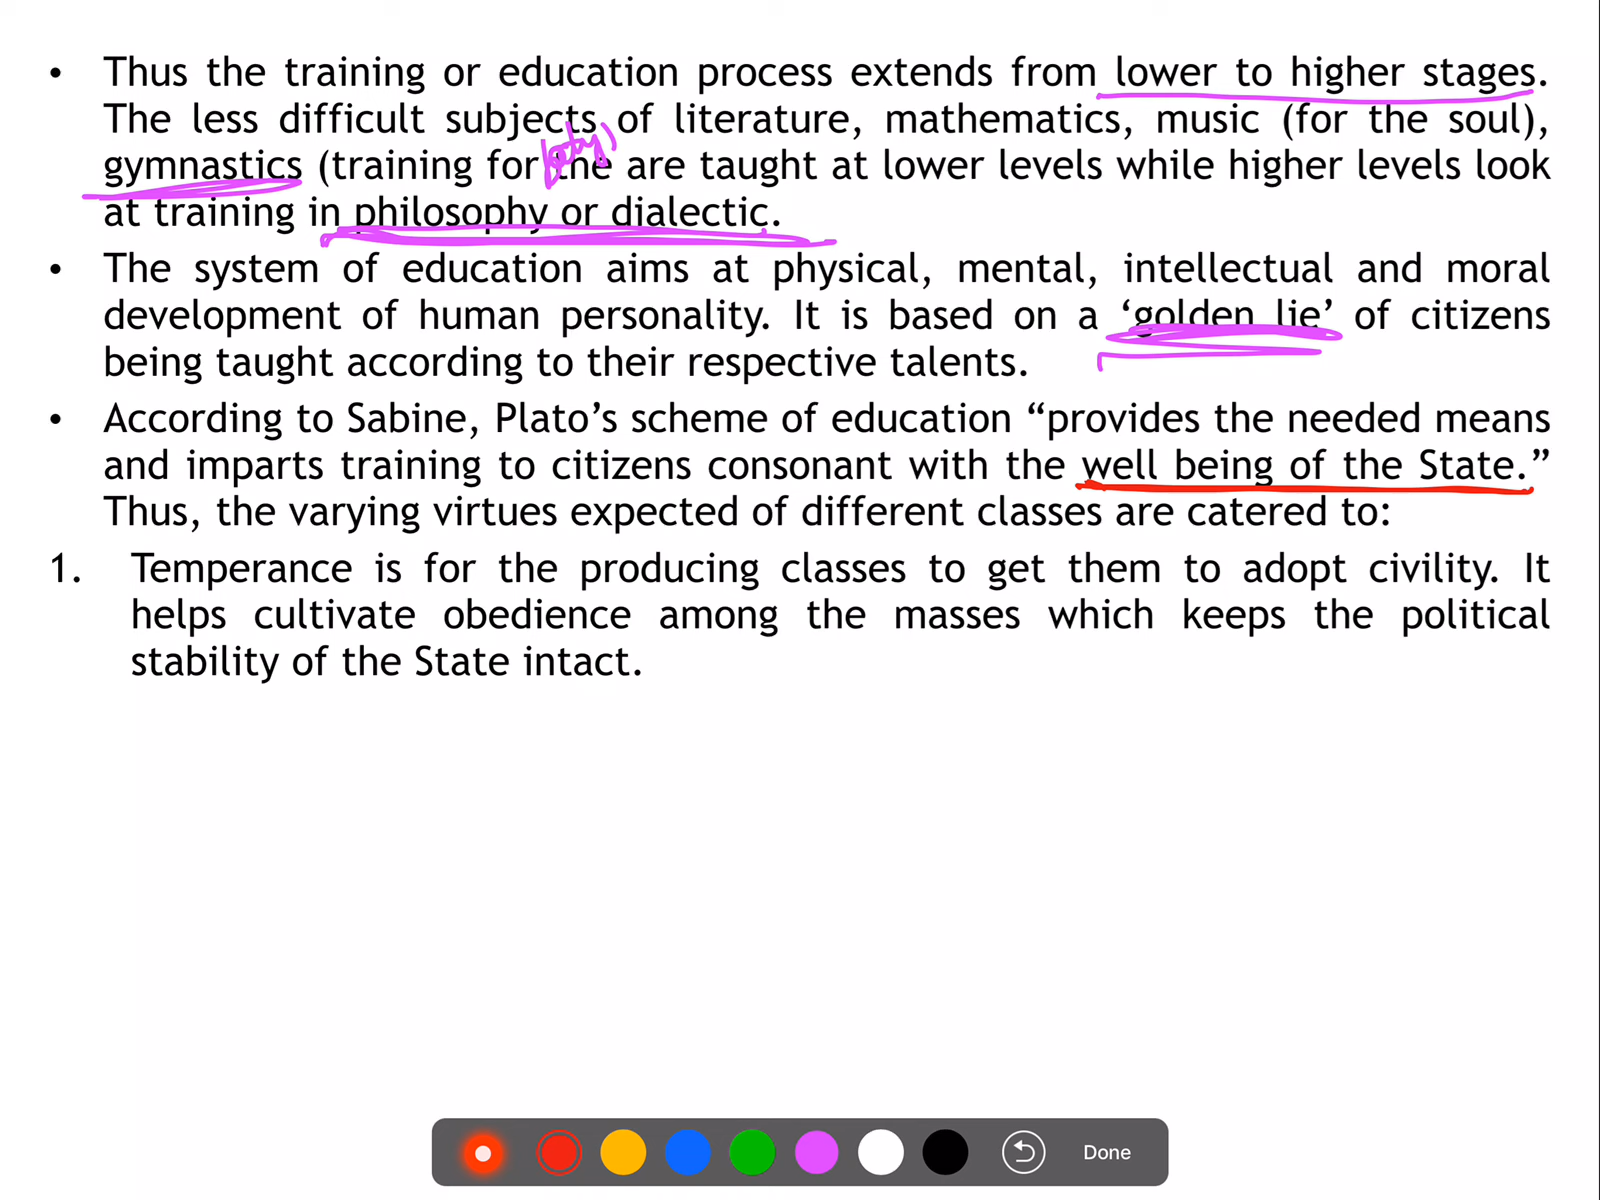 • Thus the training or education process extends from lower to higher stages.
The less difficult subjects of literature, mathematics, music (for the soul),
body)
gymnastics (training for the are taught at lower levels while higher levels look
at training in philosophy or dialectic.
• The system of education aims at physical, mental, intellectual and moral
development of human personality. It is based on a ‘golden lie’ of citizens
being taught according to their respective talents.
• According to Sabine, Plato’s scheme of education “provides the needed means
and imparts training to citizens consonant with the well being of the State.”
Thus, the varying virtues expected of different classes are catered to:
1. Temperance is for the producing classes to get them to adopt civility. It
helps cultivate obedience among the masses which keeps the political
stability of the State intact.
Done